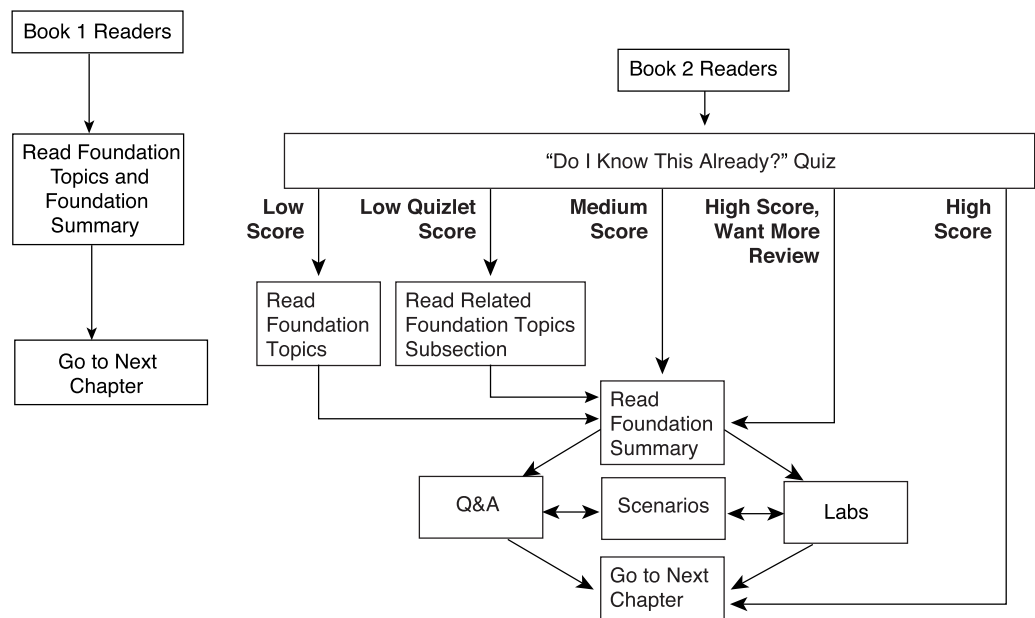 Book 1 Readers
Read Foundation
Topics and
Foundation
Summary
Go to Next
Chapter
Book 2 Readers
“Do I Know This Already?” Quiz
Low
Score
Low Quizlet
Score
Medium
Score
High Score,
Want More
Review
High
Score
Read
Foundation
Topics
Read Related
Foundation Topics
Subsection
Read
Foundation
Summary
Q&A
Scenarios
Labs
Go to Next
Chapter